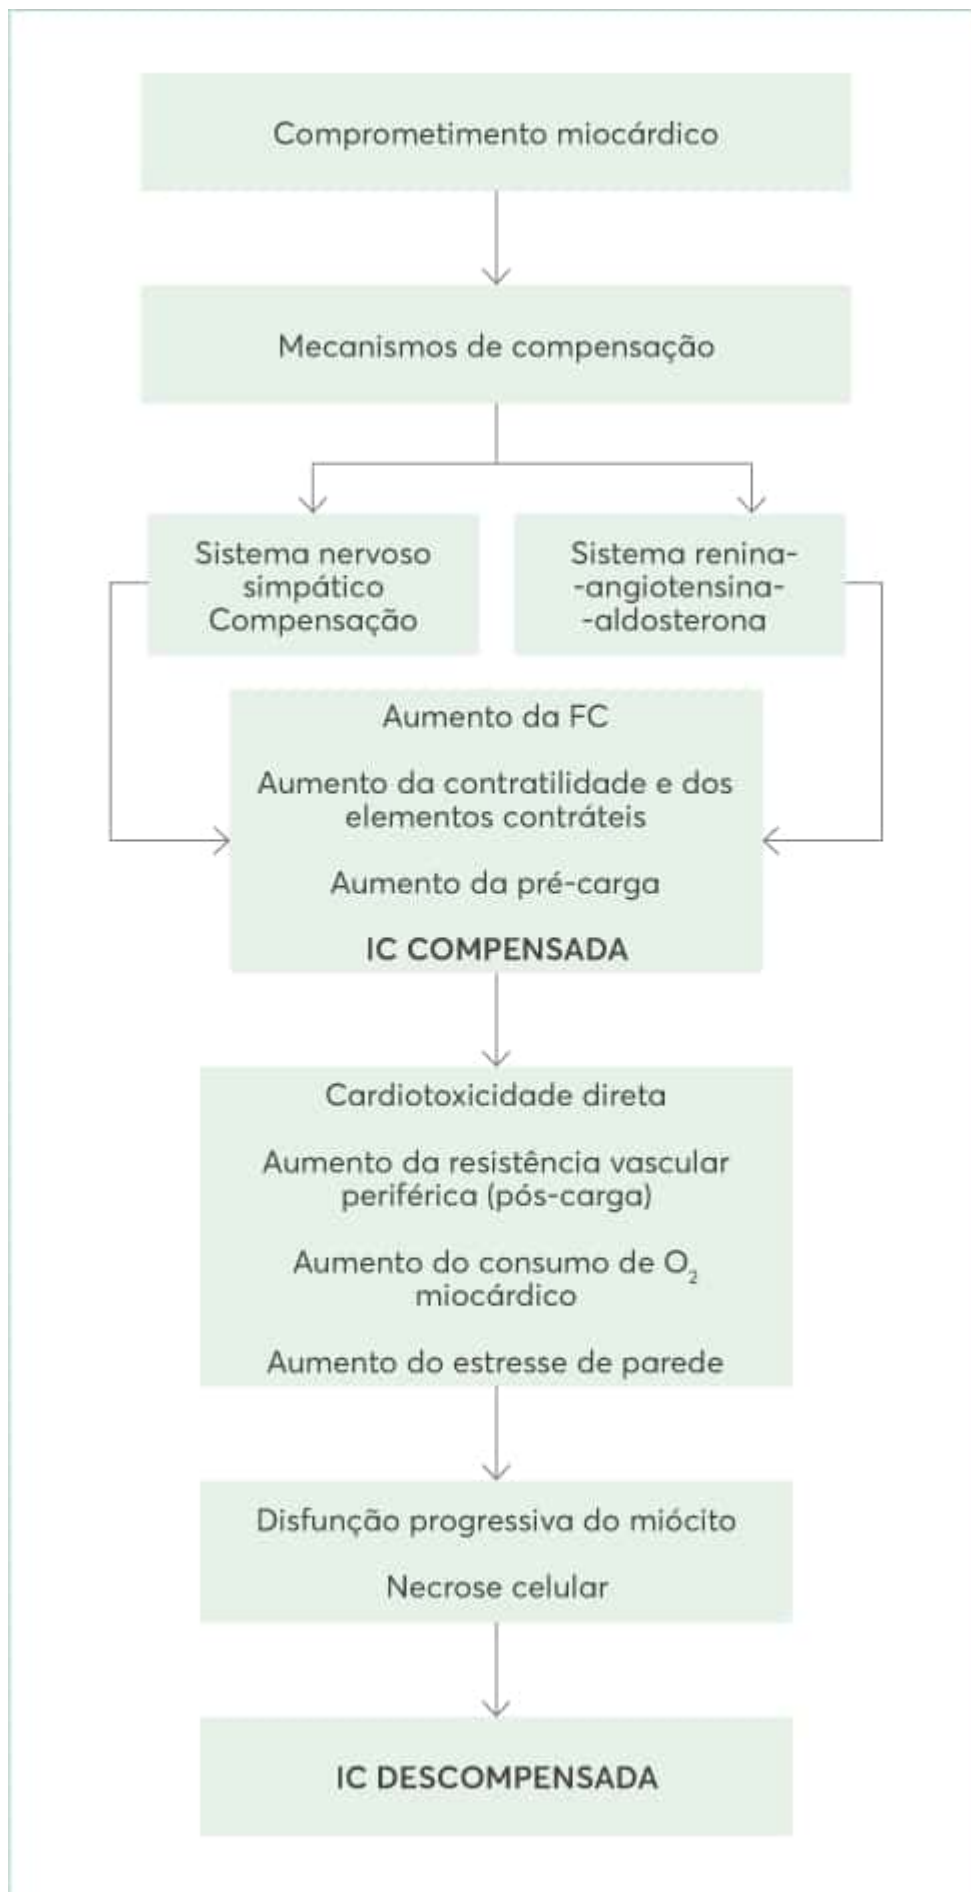 Comprometimento miocárdico
Mecanismos de compensação
Sistema nervoso
simpático
Compensação
Sistema renina-
-angiotensina-
-aldosterona
Aumento da FC
Aumento da contratilidade e dos
elementos contráteis
Aumento da pré-carga
IC COMPENSADA
Cardiotoxicidade direta
Aumento da resistência vascular
periférica (pós-carga)
Aumento do consumo de O₂
miocárdico
Aumento do estresse de parede
Disfunção progressiva do miócito
Necrose celular
IC DESCOMPENSADA